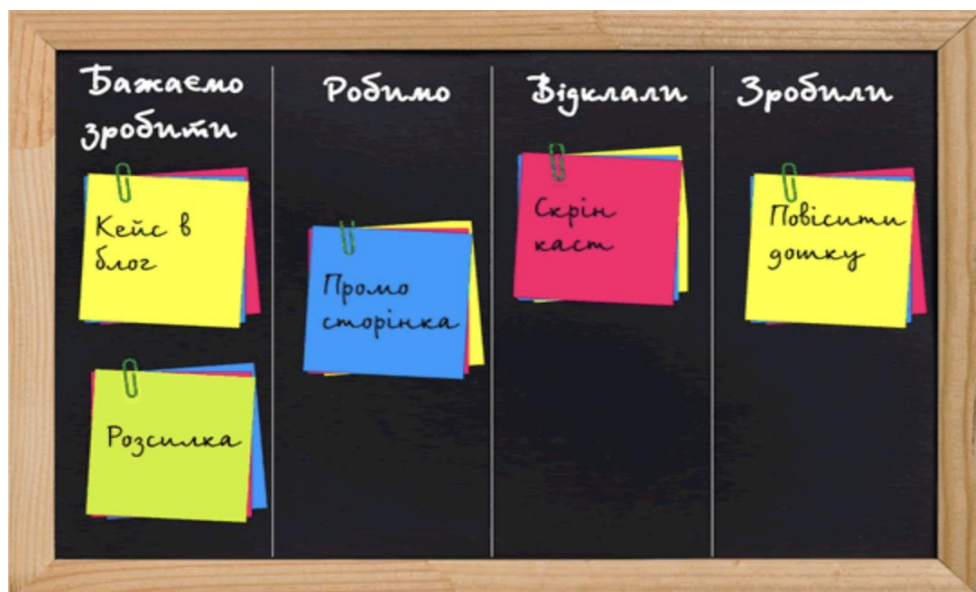 Бажаємо
зробити
Робимо
Відклали
Зробили
Кейс в
блог
Розсилка
Промо
сторінка
Скрін
каст
Повісити
дошку